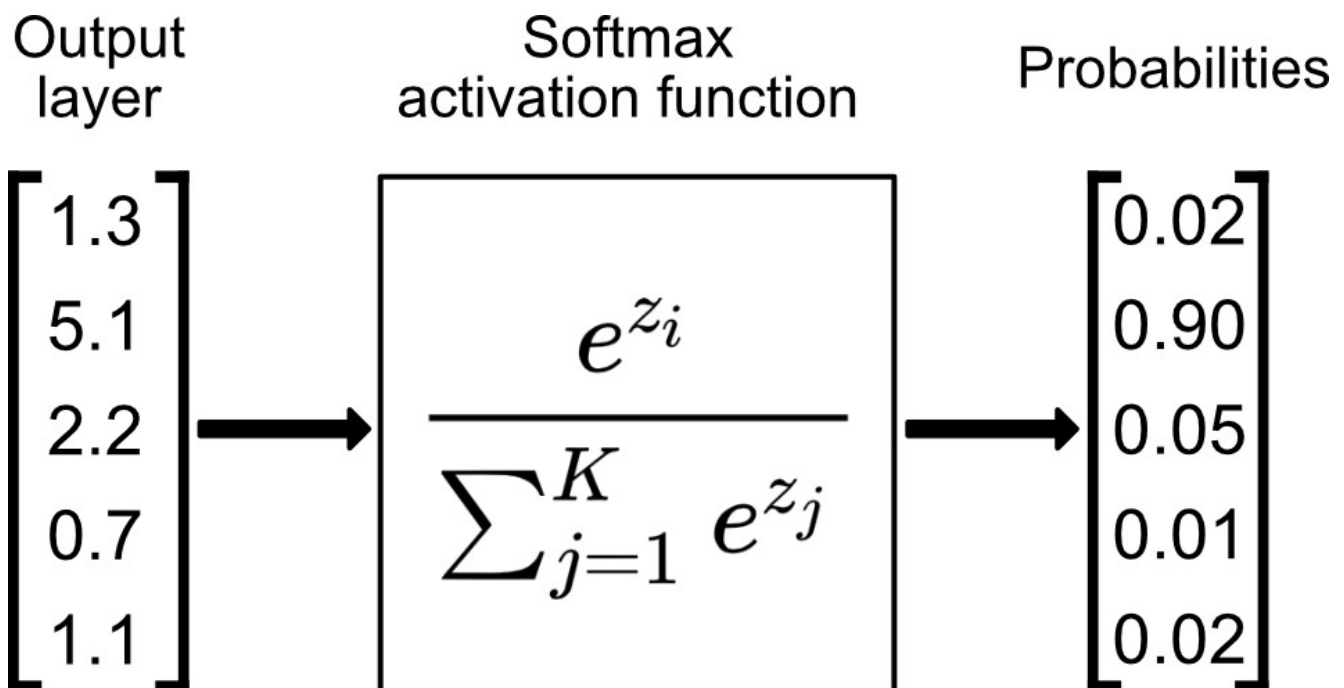 Output
layer
Softmax
activation function
Probabilities
1.3
5.1
2.2
0.7
1.1
e^{z_i}
∑_{j=1}^{K} e^{z_j}
0.02
0.90
0.05
0.01
0.02